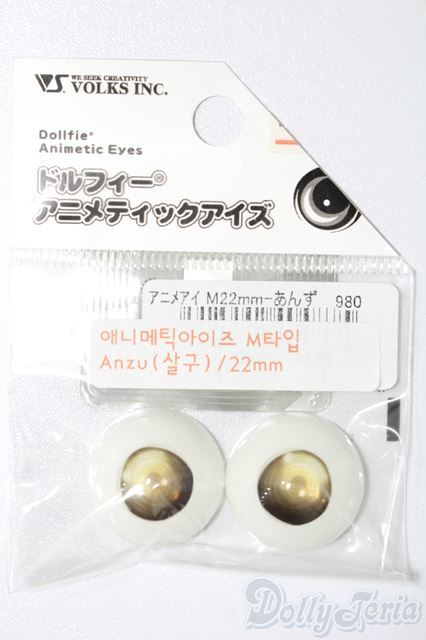 WE SEEK CREATIVITY
VS. VOLKS INC.
Dollfie®
Animetic Eyes
ドルフィー®
アニメティックアイズ
アニメアイ M22mm-あんず 980
애니메틱아이즈 M타입
Anzu(살구)/22mm
DollyTeria